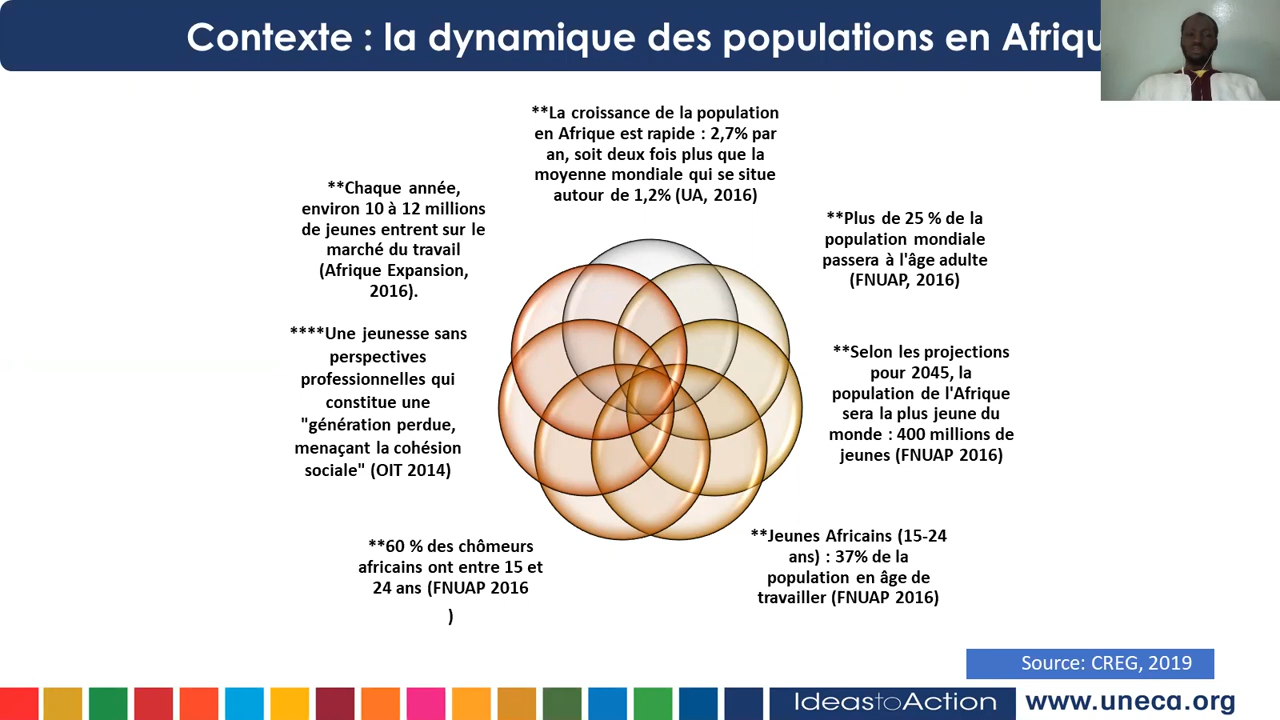 Contexte : la dynamique des populations en Afriqu
**La croissance de la population
en Afrique est rapide : 2,7% par
an, soit deux fois plus que la
moyenne mondiale qui se situe
autour de 1,2% (UA, 2016)
**Plus de 25 % de la
population mondiale
passera à l'âge adulte
(FNUAP, 2016)
**Selon les projections
pour 2045, la
population de l'Afrique
sera la plus jeune du
monde : 400 millions de
jeunes (FNUAP 2016)
**Jeunes Africains (15-24
ans) : 37% de la
population en âge de
travailler (FNUAP 2016)
**60 % des chômeurs
africains ont entre 15 et
24 ans (FNUAP 2016
)
****Une jeunesse sans
perspectives
professionnelles qui
constitue une
"génération perdue,
menaçant la cohésion
sociale" (OIT 2014)
**Chaque année,
environ 10 à 12 millions
de jeunes entrent sur le
marché du travail
(Afrique Expansion,
2016).
Source: CREG, 2019
IdeastoAction
www.uneca.org